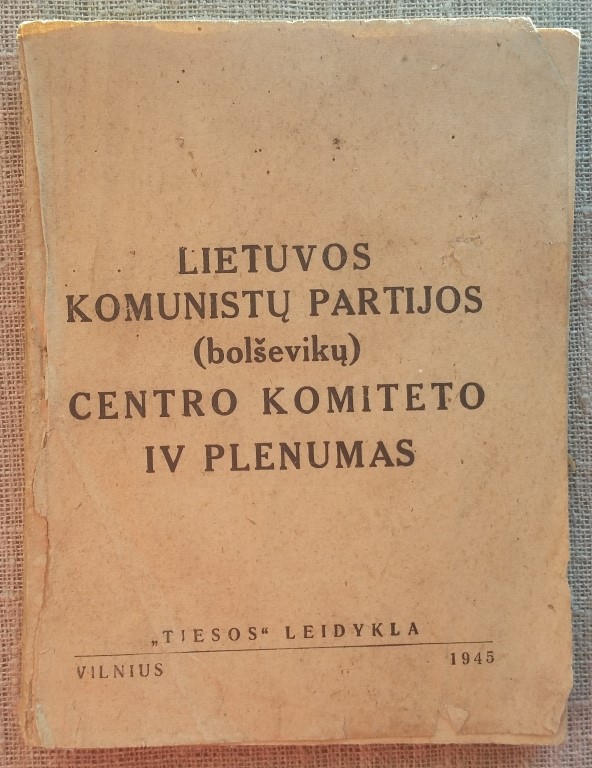 LIETUVOS
KOMUNISTŲ PARTIJOS
(bolševikų)
CENTRO KOMITETO
IV PLENUMAS
„TIESOS“ LEIDYKLA
VILNIUS 1945